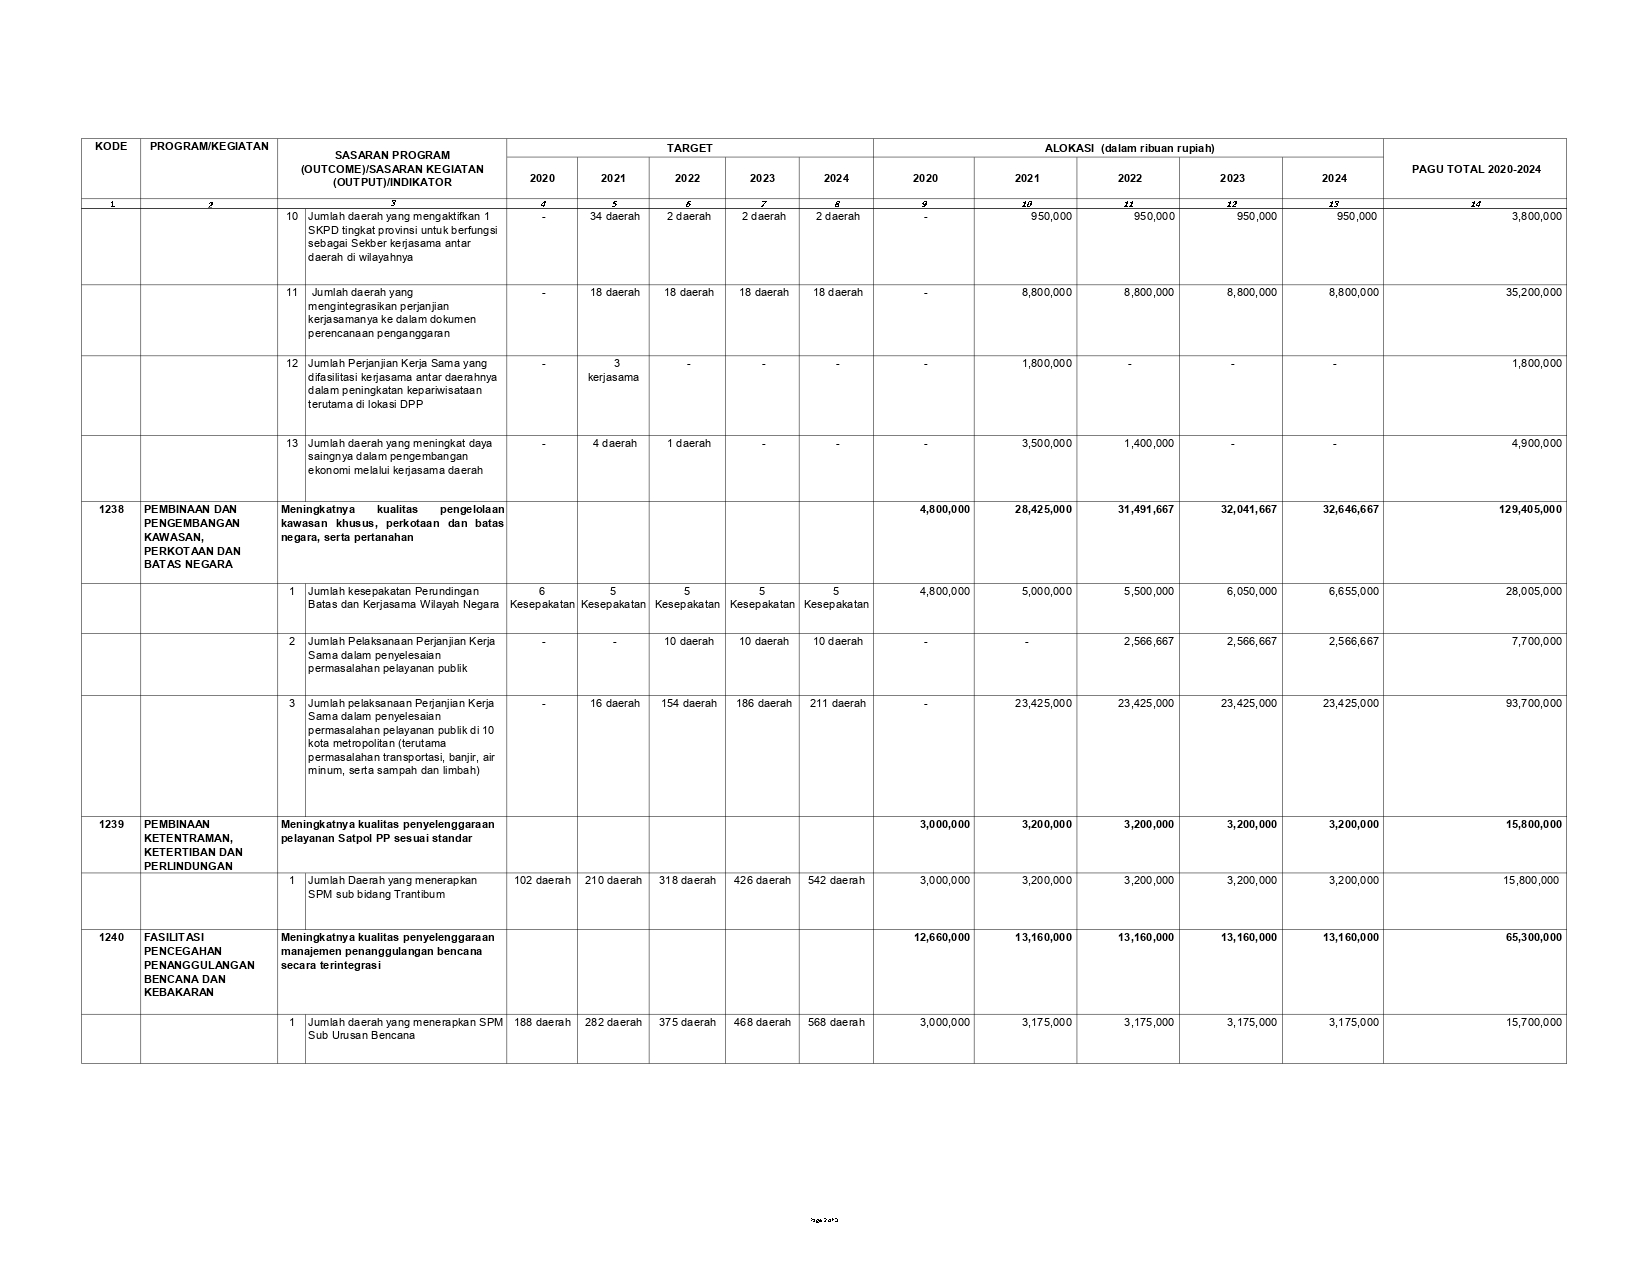 KODE PROGRAM/KEGIATAN SASARAN PROGRAM (OUTCOME)/SASARAN KEGIATAN (OUTPUT)/INDIKATOR TARGET ALOKASI (dalam ribuan rupiah) PAGU TOTAL 2020-2024
2020 2021 2022 2023 2024 2020 2021 2022 2023 2024
1 2 3 4 5 6 7 8 9 10 11 12 13 14
10 Jumlah daerah yang mengaktifkan 1 - 34 daerah 2 daerah 2 daerah 2 daerah - 950,000 950,000 950,000 950,000 3,800,000
SKPD tingkat provinsi untuk berfungsi
sebagai Sekber kerjasama antar
daerah di wilayahnya
11 Jumlah daerah yang - 18 daerah 18 daerah 18 daerah 18 daerah - 8,800,000 8,800,000 8,800,000 8,800,000 35,200,000
mengintegrasikan perjanjian
kerjasamanya ke dalam dokumen
perencanaan penganggaran
12 Jumlah Perjanjian Kerja Sama yang - 3 - - - - 1,800,000 - - - 1,800,000
difasilitasi kerjasama antar daerahnya kerjasama
dalam peningkatan kepariwisataan
terutama di lokasi DPP
13 Jumlah daerah yang meningkat daya - 4 daerah 1 daerah - - - 3,500,000 1,400,000 - - 4,900,000
saingnya dalam pengembangan
ekonomi melalui kerjasama daerah
1238 PEMBINAAN DAN Meningkatnya kualitas pengelolaan 4,800,000 28,425,000 31,491,667 32,041,667 32,646,667 129,405,000
PENGEMBANGAN kawasan khusus, perkotaan dan batas
KAWASAN, negara, serta pertanahan
PERKOTAAN DAN
BATAS NEGARA
1 Jumlah kesepakatan Perundingan 6 5 5 5 5 4,800,000 5,000,000 5,500,000 6,050,000 6,655,000 28,005,000
Batas dan Kerjasama Wilayah Negara Kesepakatan Kesepakatan Kesepakatan Kesepakatan Kesepakatan
2 Jumlah Pelaksanaan Perjanjian Kerja - - 10 daerah 10 daerah 10 daerah - - 2,566,667 2,566,667 2,566,667 7,700,000
Sama dalam penyelesaian
permasalahan pelayanan publik
3 Jumlah pelaksanaan Perjanjian Kerja - 16 daerah 154 daerah 186 daerah 211 daerah - 23,425,000 23,425,000 23,425,000 23,425,000 93,700,000
Sama dalam penyelesaian
permasalahan pelayanan publik di 10
kota metropolitan (terutama
permasalahan transportasi, banjir, air
minum, serta sampah dan limbah)
1239 PEMBINAAN Meningkatnya kualitas penyelenggaraan 3,000,000 3,200,000 3,200,000 3,200,000 3,200,000 15,800,000
KETENTRAMAN, pelayanan Satpol PP sesuai standar
KETERTIBAN DAN
PERLINDUNGAN
1 Jumlah Daerah yang menerapkan 102 daerah 210 daerah 318 daerah 426 daerah 542 daerah 3,000,000 3,200,000 3,200,000 3,200,000 3,200,000 15,800,000
SPM sub bidang Trantibum
1240 FASILITASI Meningkatnya kualitas penyelenggaraan 12,660,000 13,160,000 13,160,000 13,160,000 13,160,000 65,300,000
PENCEGAHAN manajemen penanggulangan bencana
PENANGGULANGAN secara terintegrasi
BENCANA DAN
KEBAKARAN
1 Jumlah daerah yang menerapkan SPM 188 daerah 282 daerah 375 daerah 468 daerah 568 daerah 3,000,000 3,175,000 3,175,000 3,175,000 3,175,000 15,700,000
Sub Urusan Bencana